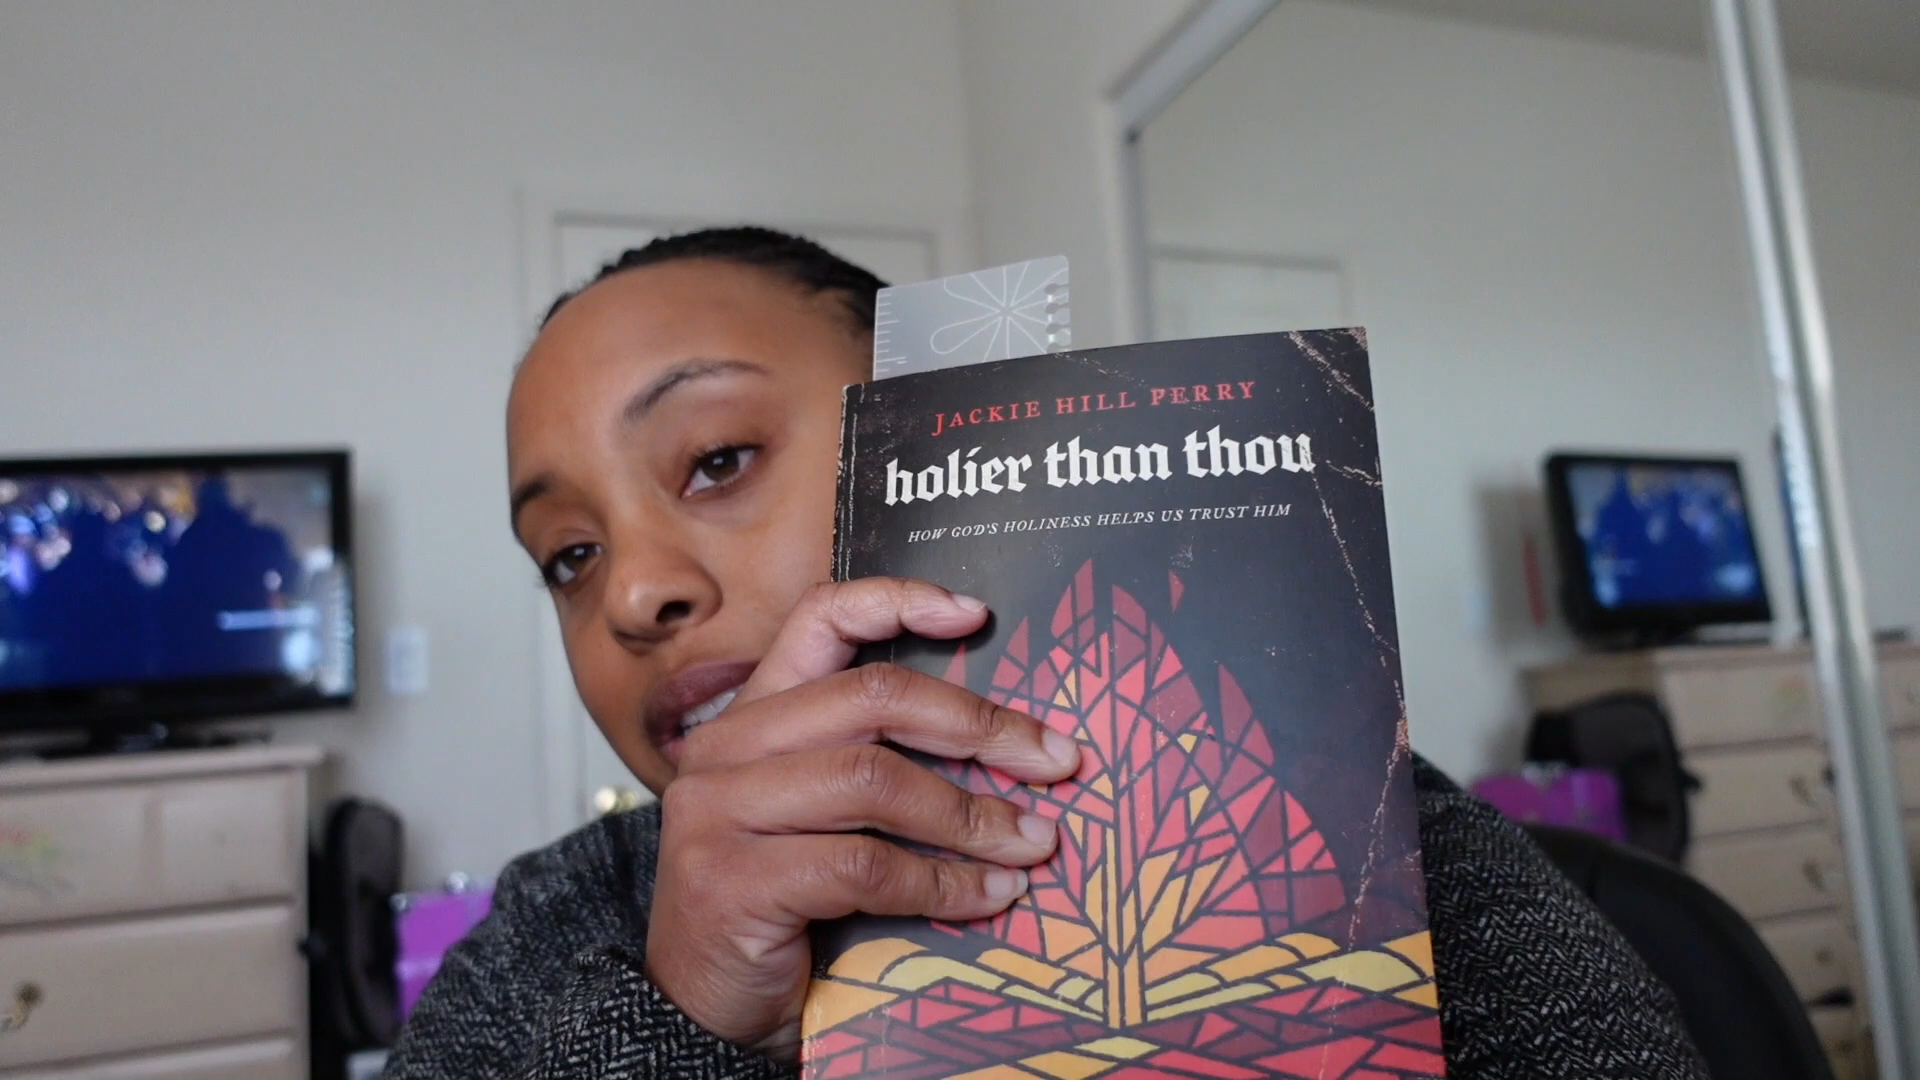 JACKIE HILL PERRY
holier than thou
HOW GOD'S HOLINESS HELPS US TRUST HIM